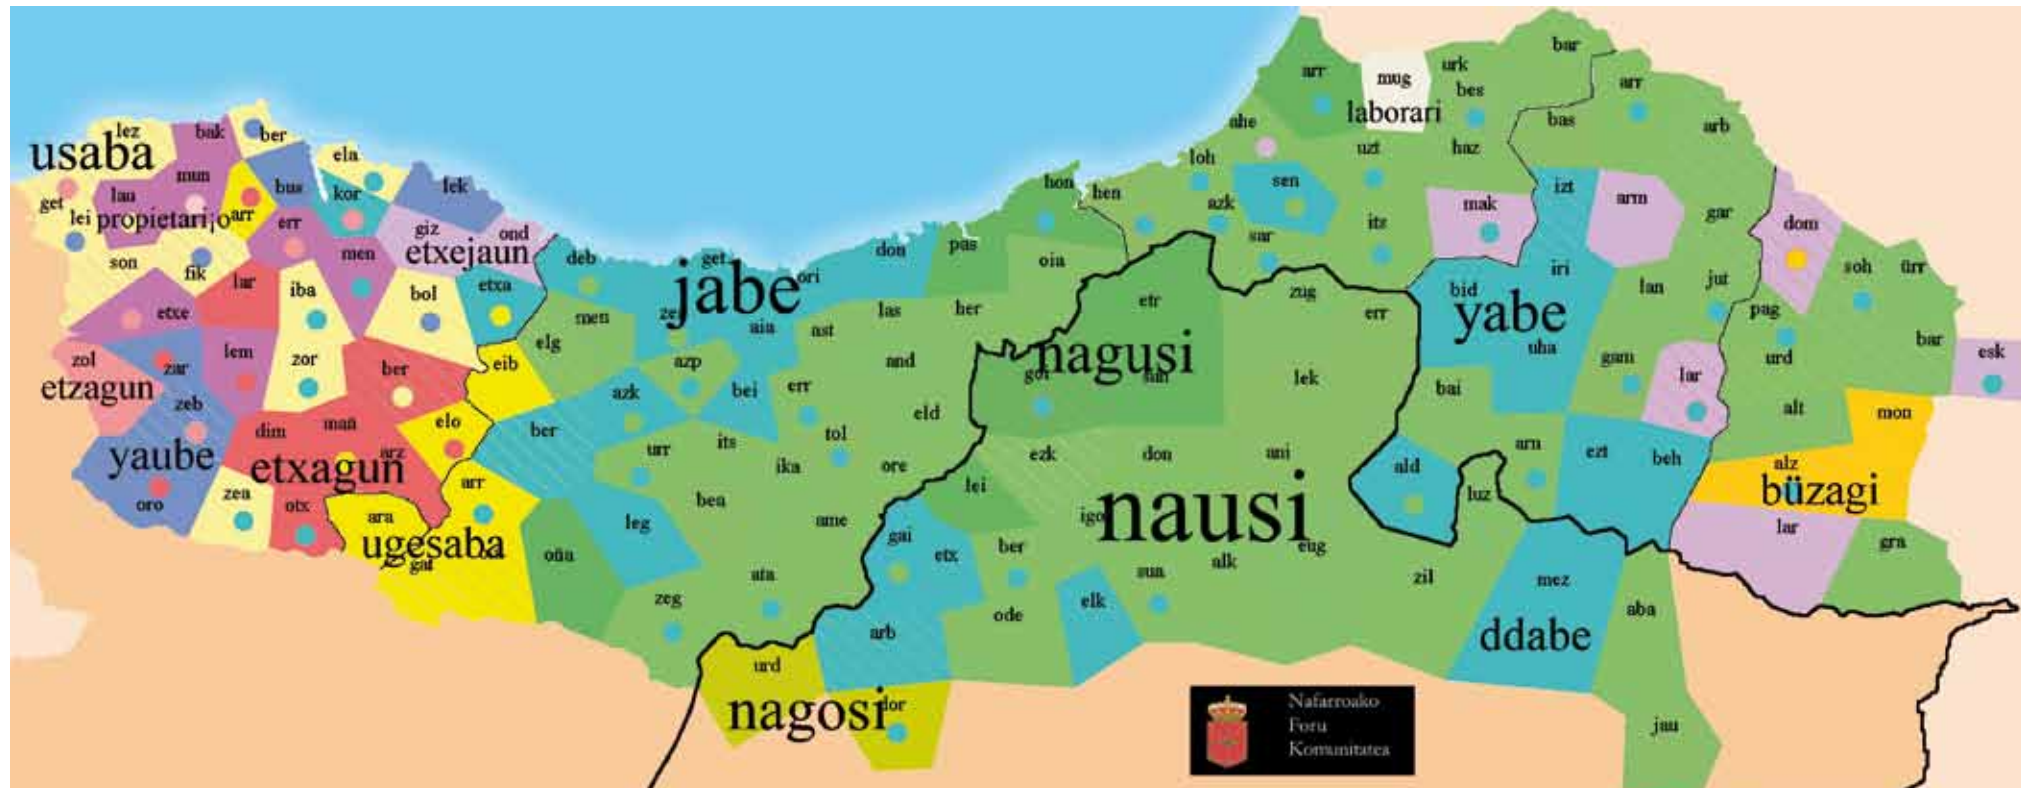 bar
arr
mug
urk
bes
arr
laborari
ahe
bas
arb
lez
bak
ber
usaba
ela
loh
uzt
haz
mun
lau
bus
kor
lek
hon
hen
sen
izt
arm
get
lei
propietari¡o
arr
err
giz
ond
azk
its
mak
gar
dom
etxejaun
sar
men
son
fik
deb
get
don
pas
oia
iri
soh
ürr
lar
iba
bol
etxa
jabe
ori
etr
zug
bid
lan
jut
etxe
men
aia
ast
las
her
err
yabe
pag
elg
uha
bar
zol
zar
lem
zor
ber
eib
azp
and
nagusi
gam
urd
esk
etzagun
zeb
azk
bei
err
goi
lek
bai
lar
dim
mañ
elo
ber
its
tol
eld
alt
mon
yaube
etxagun
arz
urr
ika
ore
ezk
don
ani
ald
arn
ezt
beh
alz
büzagi
oro
zea
otx
ara
arr
leg
bea
ame
lei
igo
nausi
luz
lar
ugesaba
oña
gai
etx
ber
eug
gra
ata
sua
alk
zil
mez
zeg
arb
ode
elk
aba
ddabe
urd
nagosi
dor
jau
Nafarroako
Foru
Komunitatea